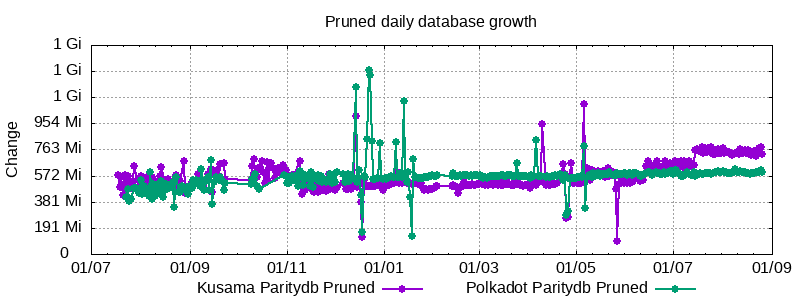 Pruned daily database growth
1 Gi
1 Gi
1 Gi
954 Mi
763 Mi
572 Mi
381 Mi
191 Mi
0
Change
01/07 01/09 01/11 01/01 01/03 01/05 01/07 01/09
Kusama Paritydb Pruned Polkadot Paritydb Pruned